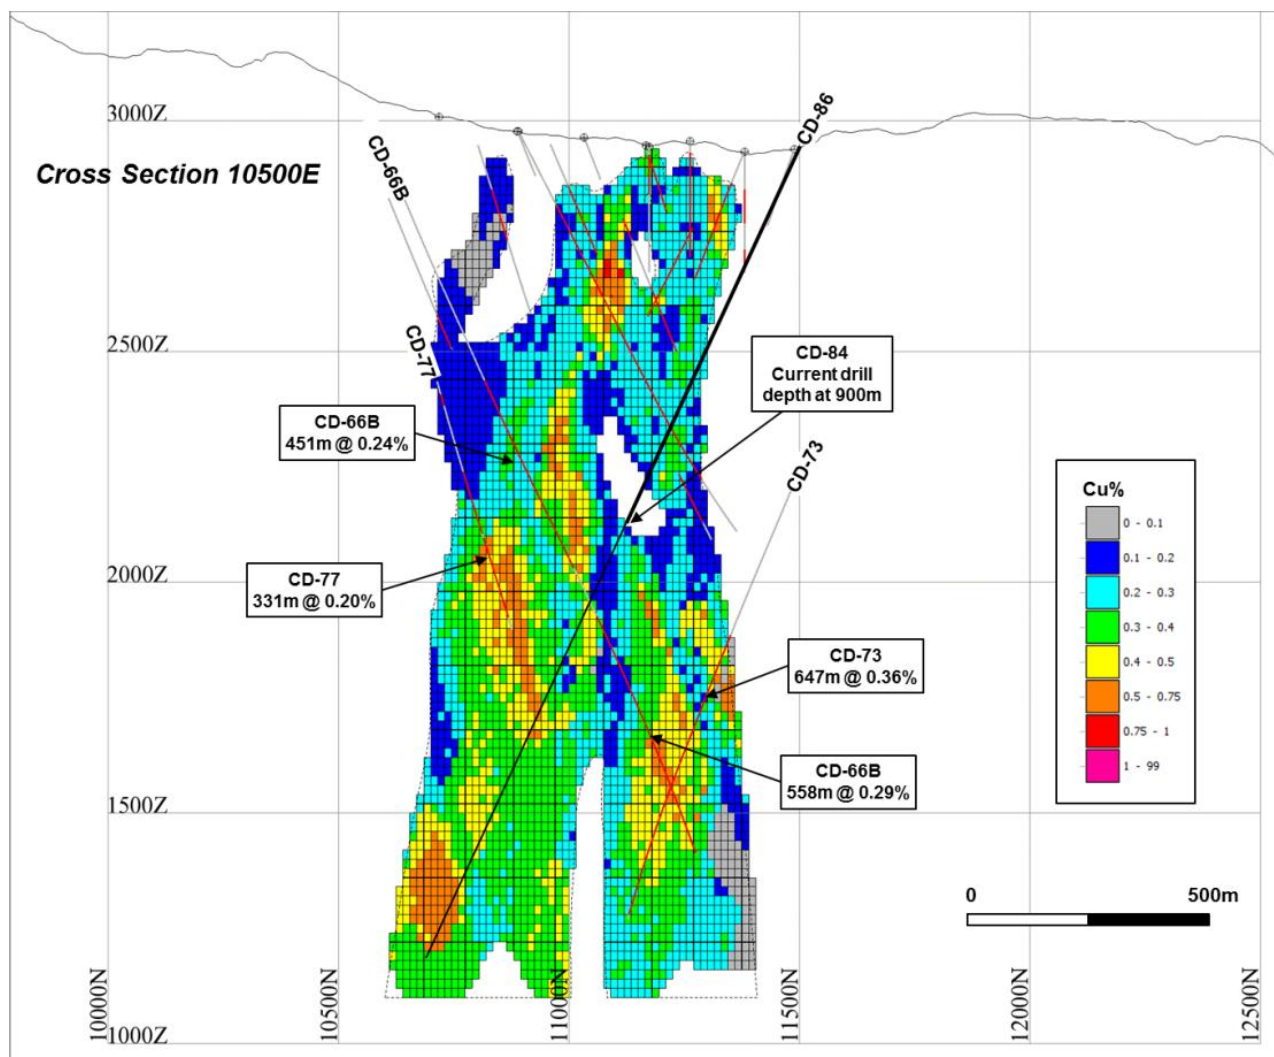 3000Z
CD-86
CD-66B
Cross Section 10500E
2500Z
CD-77
CD-84
Current drill
depth at 900m
CD-66B
451m @ 0.24%
CD-73
Cu%
0 - 0.1
0.1 - 0.2
0.2 - 0.3
0.3 - 0.4
0.4 - 0.5
0.5 - 0.75
0.75 - 1
1 - 99
2000Z
CD-77
331m @ 0.20%
CD-73
647m @ 0.36%
CD-66B
558m @ 0.29%
1500Z
0 500m
10000N
10500N
11000N
11500N
12000N
12500N
1000Z